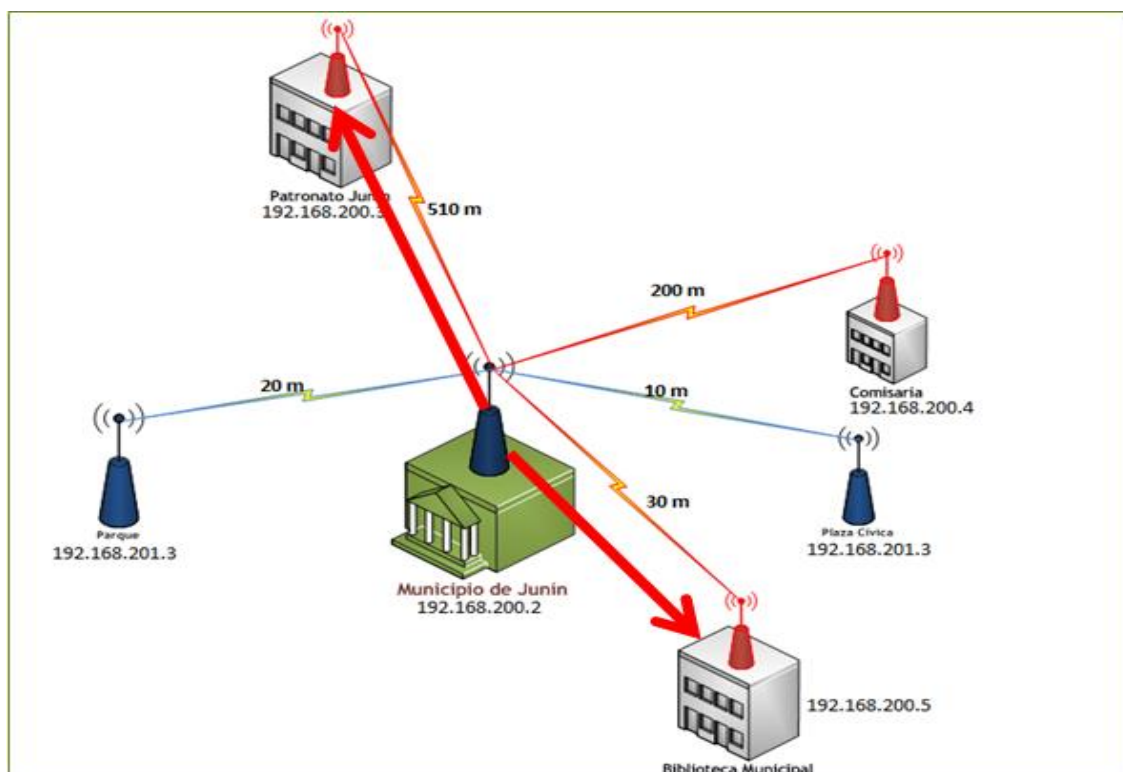 Patronato Junín
192.168.200.3
510 m
200 m
Comisaria
192.168.200.4
20 m
10 m
Parque
192.168.201.3
Plaza Cívica
192.168.201.3
30 m
Municipio de Junín
192.168.200.2
192.168.200.5
Biblioteca Municipal